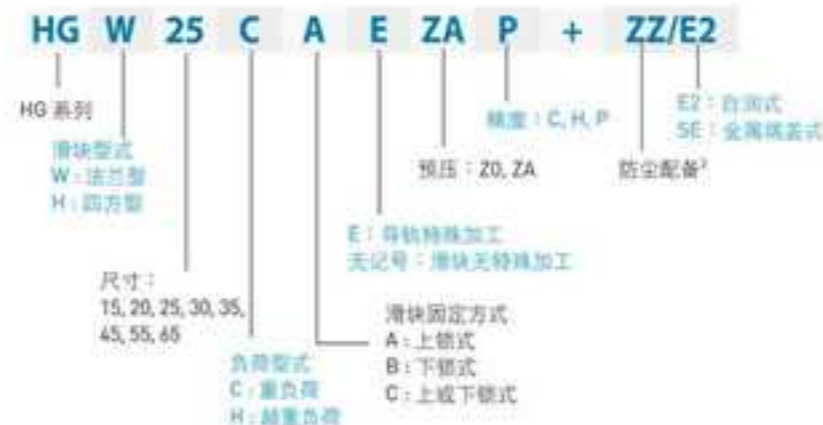 HG W 25 C A E ZA P + ZZ/E2
HG 系列
滑块型式
W：法兰型
H：四方型
尺寸：
15, 20, 25, 30, 35,
45, 55, 65
负荷型式
C：重负荷
H：超重负荷
滑块固定方式
A：上锁式
B：下锁式
C：上或下锁式
E：导轨特殊加工
无记号：滑块无特殊加工
预压：Z0, ZA
精度：C, H, P
防尘配备²
E2：自润式
SE：金属端盖式